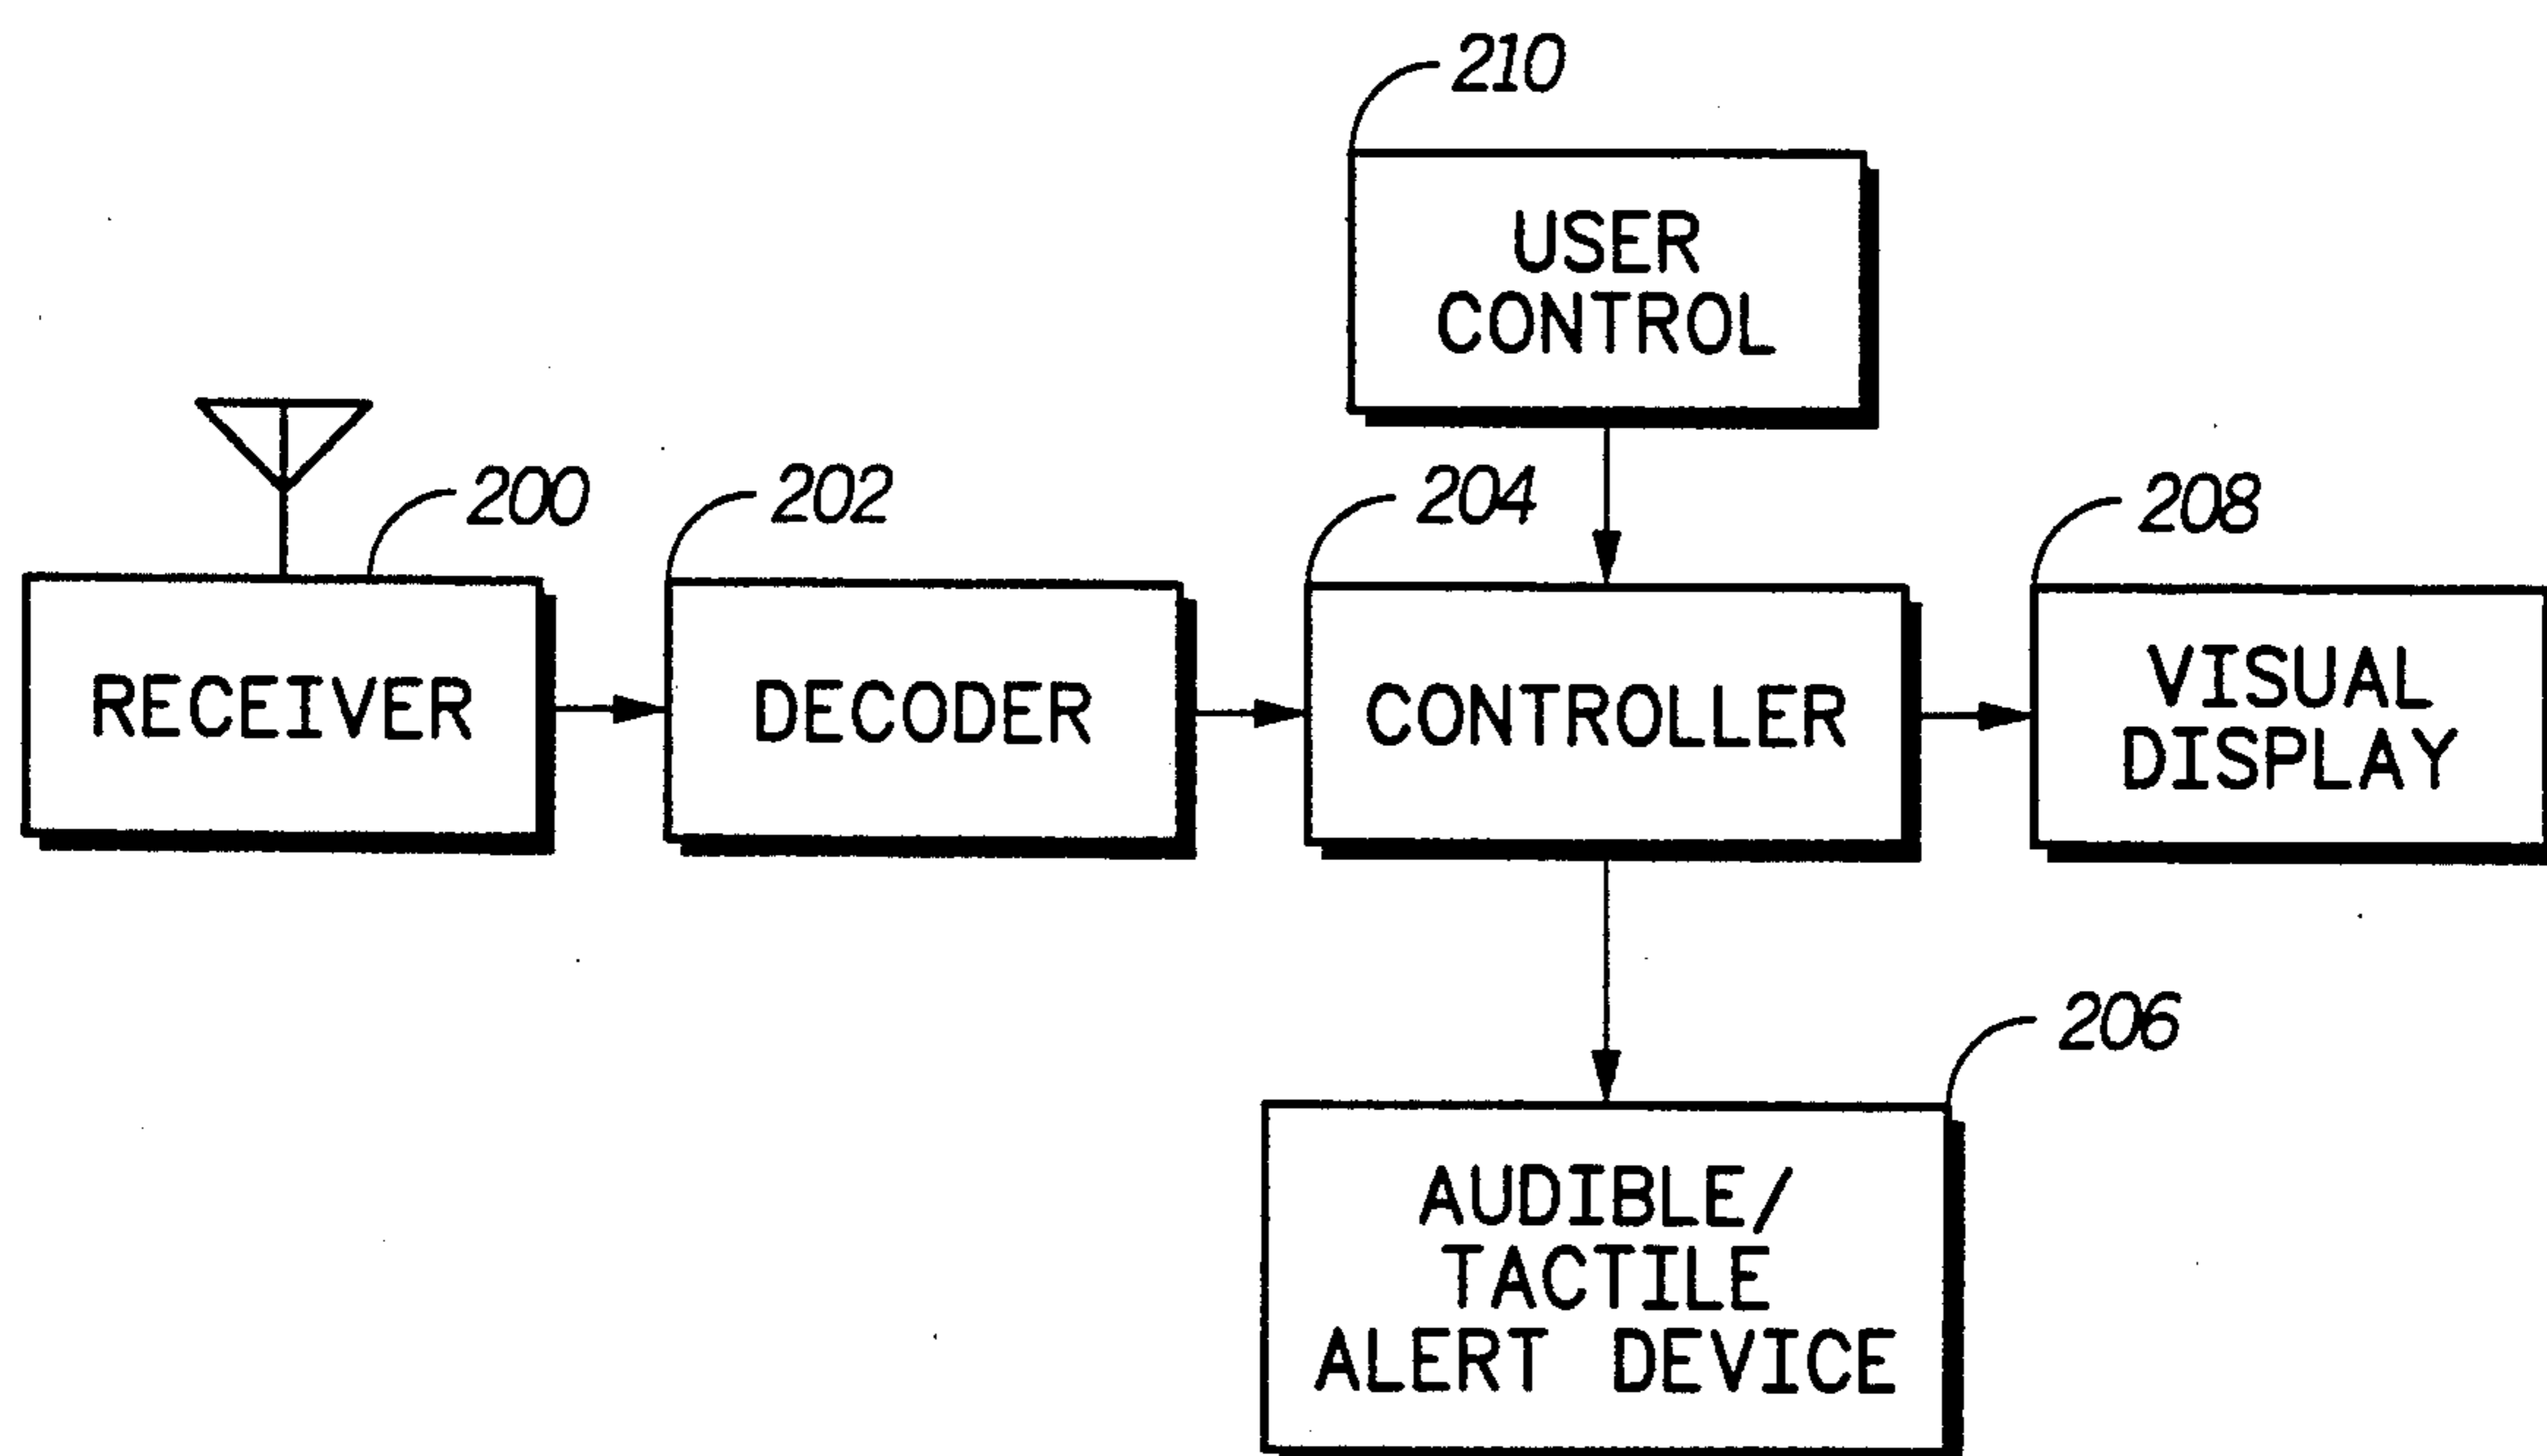 210
USER
CONTROL
200
202
204
208
RECEIVER
DECODER
CONTROLLER
VISUAL
DISPLAY
206
AUDIBLE/
TACTILE
ALERT DEVICE